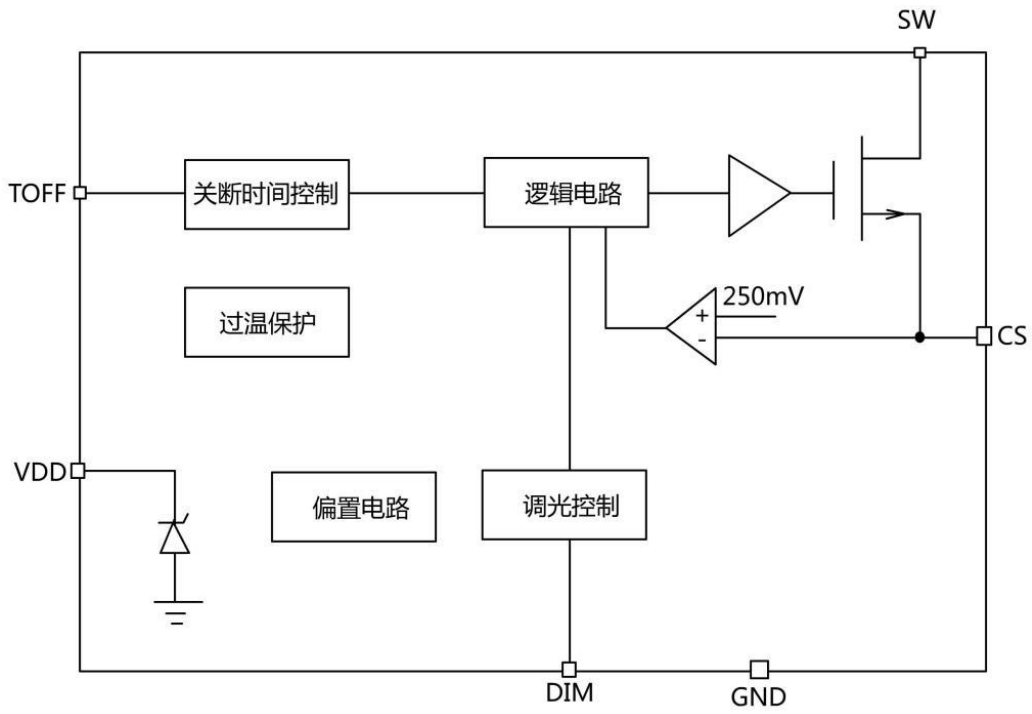 SW
TOFF
关断时间控制
逻辑电路
过温保护
250mV
+
-
CS
VDD
偏置电路
调光控制
DIM
GND